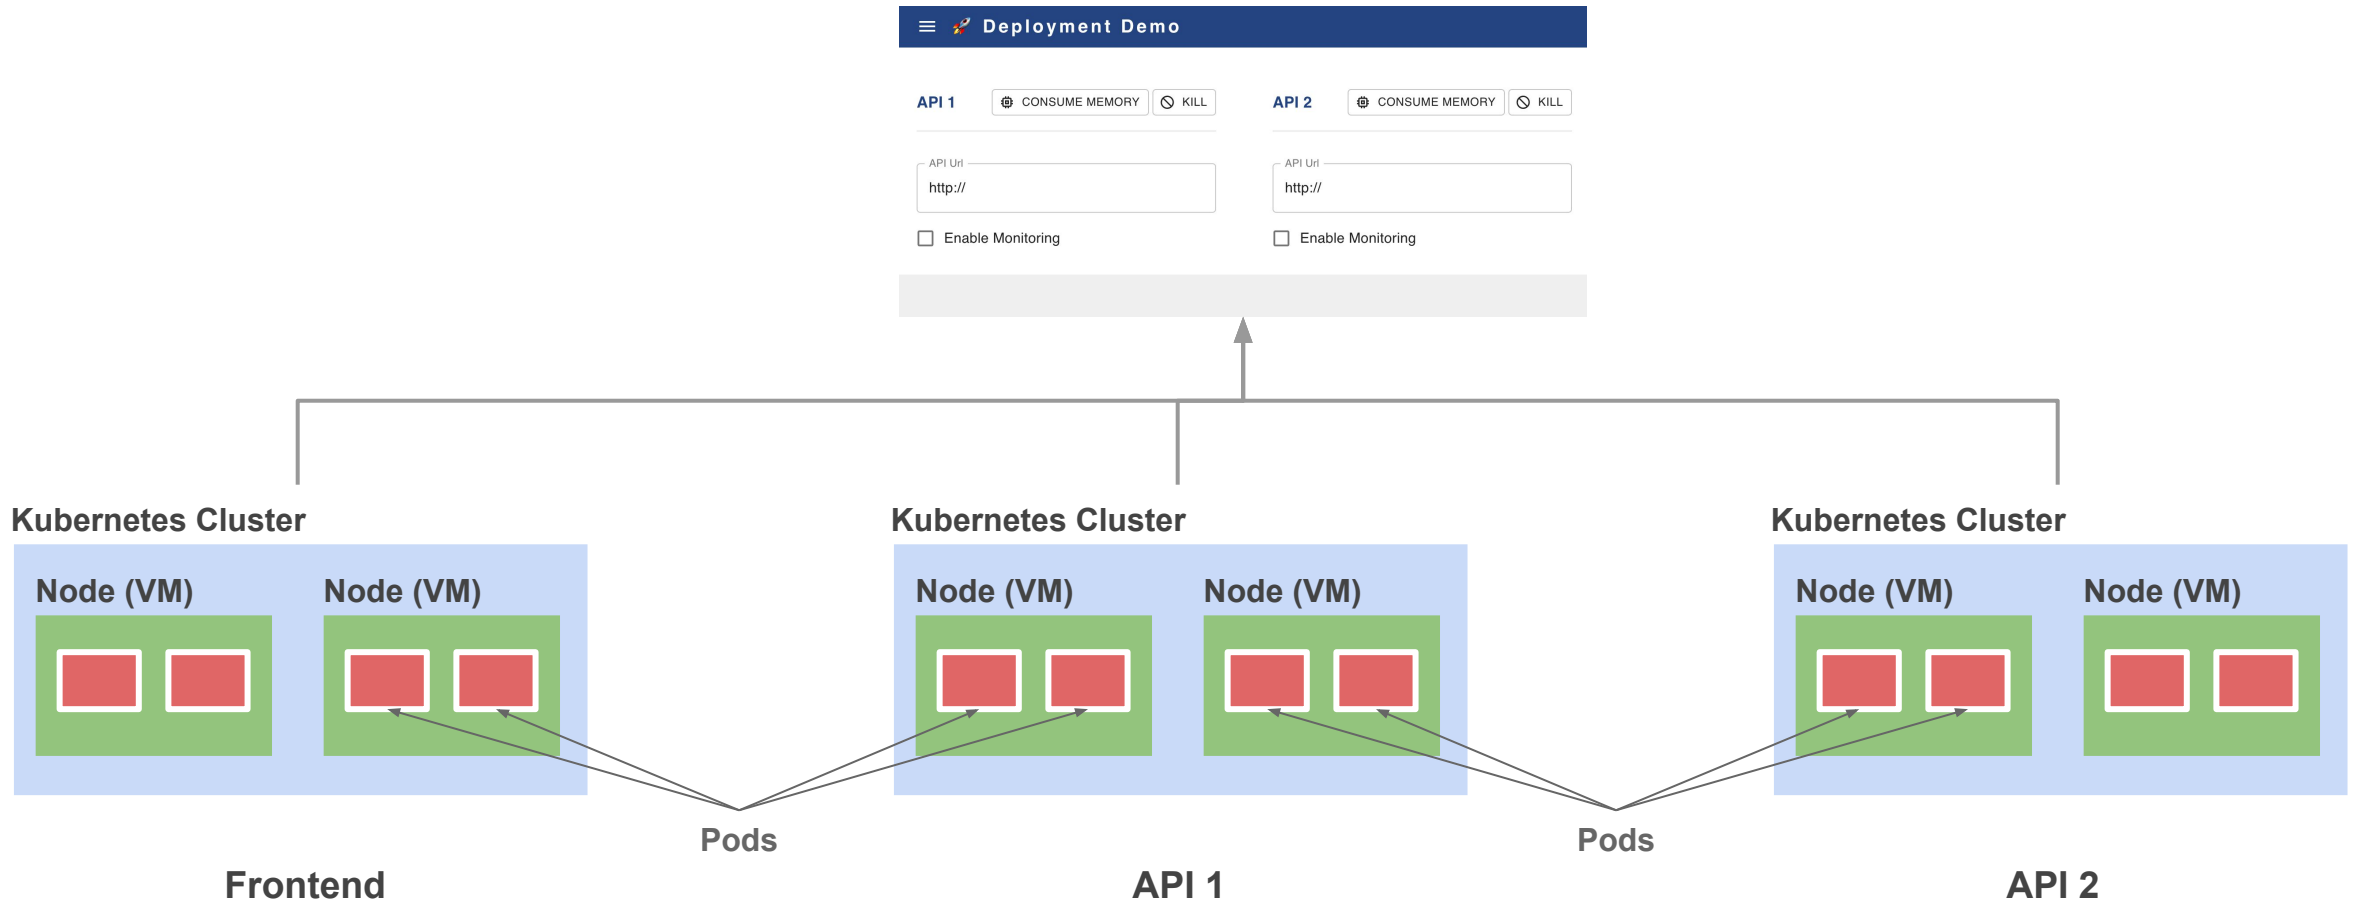 Deployment Demo
API 1 CONSUME MEMORY KILL API 2 CONSUME MEMORY KILL
API Url API Url
http:// http://
Enable Monitoring Enable Monitoring
Kubernetes Cluster Kubernetes Cluster Kubernetes Cluster
Node (VM) Node (VM) Node (VM) Node (VM) Node (VM) Node (VM)
Pods Pods
Frontend API 1 API 2